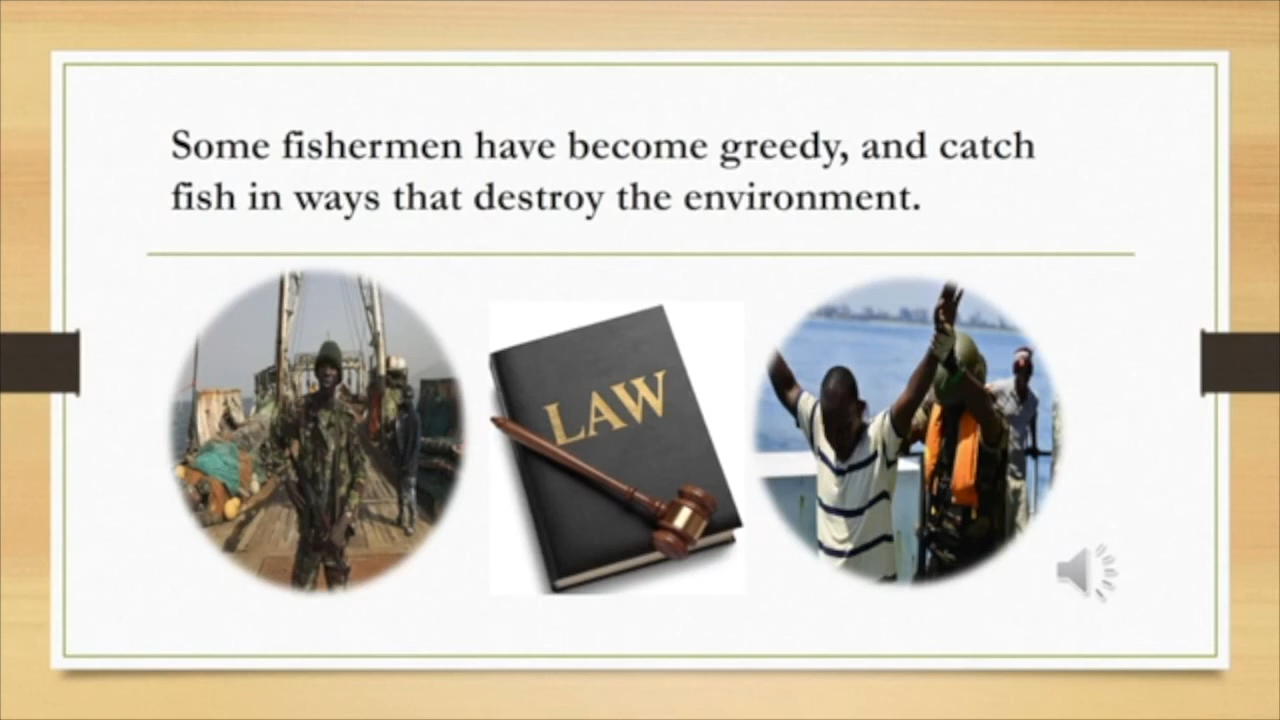 Some fishermen have become greedy, and catch
fish in ways that destroy the environment.
LAW